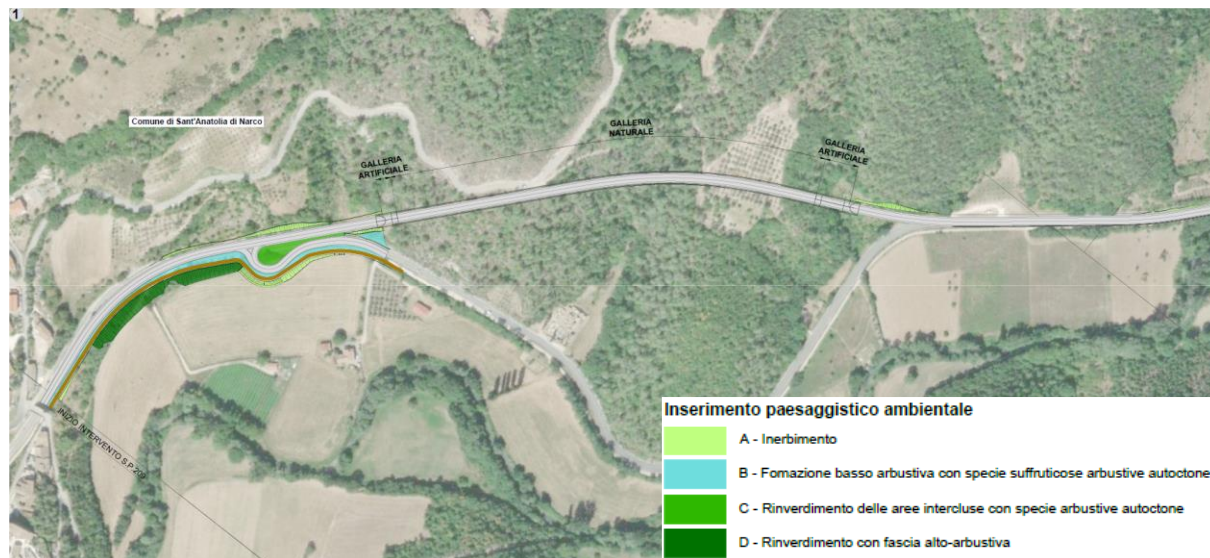 1
Comune di Sant'Anatolia di Narco
GALLERIA
NATURALE
GALLERIA
ARTIFICIALE
GALLERIA
ARTIFICIALE
INIZIO INTERVENTO S.P.209
Inserimento paesaggistico ambientale
A - Inerbimento
B - Fomazione basso arbustiva con specie suffruticose arbustive autoctone
C - Rinverdimento delle aree intercluse con specie arbustive autoctone
D - Rinverdimento con fascia alto-arbustiva